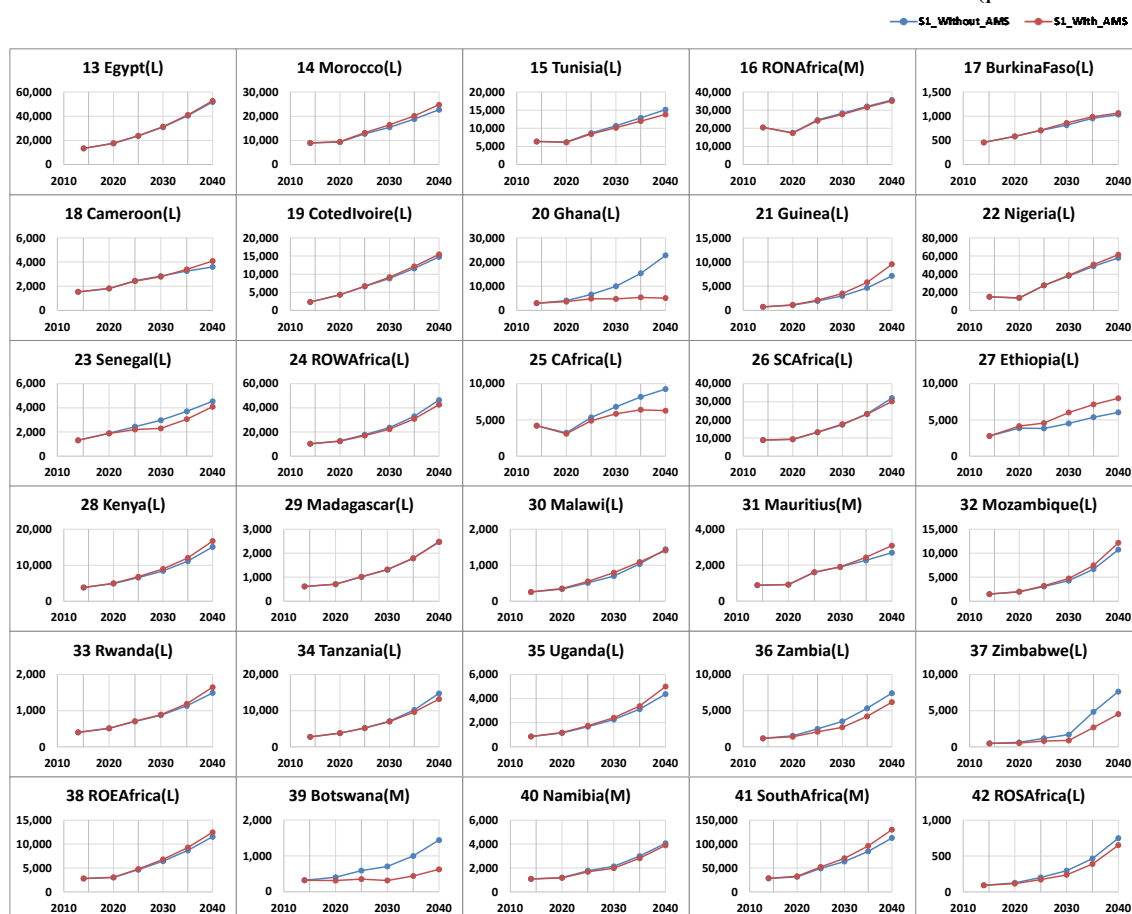 S1_Without_AIMS S1_With_AIMS
13 Egypt(L) 14 Morocco(L) 15 Tunisia(L) 16 RONAfrica(M) 17 BurkinaFaso(L)
60,000 30,000 20,000 40,000 1,500
40,000 20,000 15,000 30,000 1,000
20,000 10,000 10,000 20,000 500
0 0 5,000 10,000 0
0 0
2010 2020 2030 2040 2010 2020 2030 2040 2010 2020 2030 2040 2010 2020 2030 2040 2010 2020 2030 2040
18 Cameroon(L) 19 CotedIvoire(L) 20 Ghana(L) 21 Guinea(L) 22 Nigeria(L)
6,000 20,000 30,000 15,000 80,000
4,000 15,000 20,000 10,000 60,000
2,000 10,000 10,000 5,000 40,000
0 5,000 0 0 20,000
0 0
2010 2020 2030 2040 2010 2020 2030 2040 2010 2020 2030 2040 2010 2020 2030 2040 2010 2020 2030 2040
23 Senegal(L) 24 ROWAfrica(L) 25 CAfrica(L) 26 SCAfrica(L) 27 Ethiopia(L)
6,000 60,000 10,000 40,000 10,000
4,000 40,000 5,000 30,000 5,000
2,000 20,000 0 20,000 0
0 0 10,000
0
2010 2020 2030 2040 2010 2020 2030 2040 2010 2020 2030 2040 2010 2020 2030 2040 2010 2020 2030 2040
28 Kenya(L) 29 Madagascar(L) 30 Malawi(L) 31 Mauritius(M) 32 Mozambique(L)
20,000 3,000 2,000 4,000 15,000
10,000 2,000 1,000 2,000 10,000
0 1,000 0 0 5,000
0 0
2010 2020 2030 2040 2010 2020 2030 2040 2010 2020 2030 2040 2010 2020 2030 2040 2010 2020 2030 2040
33 Rwanda(L) 34 Tanzania(L) 35 Uganda(L) 36 Zambia(L) 37 Zimbabwe(L)
2,000 20,000 6,000 10,000 10,000
1,000 10,000 4,000 5,000 5,000
0 0 2,000 0 0
0
2010 2020 2030 2040 2010 2020 2030 2040 2010 2020 2030 2040 2010 2020 2030 2040 2010 2020 2030 2040
38 ROEAfrica(L) 39 Botswana(M) 40 Namibia(M) 41 SouthAfrica(M) 42 ROSAfrica(L)
15,000 2,000 6,000 150,000 1,000
10,000 1,000 4,000 100,000 500
5,000 0 2,000 50,000 0
0 0 0
2010 2020 2030 2040 2010 2020 2030 2040 2010 2020 2030 2040 2010 2020 2030 2040 2010 2020 2030 2040